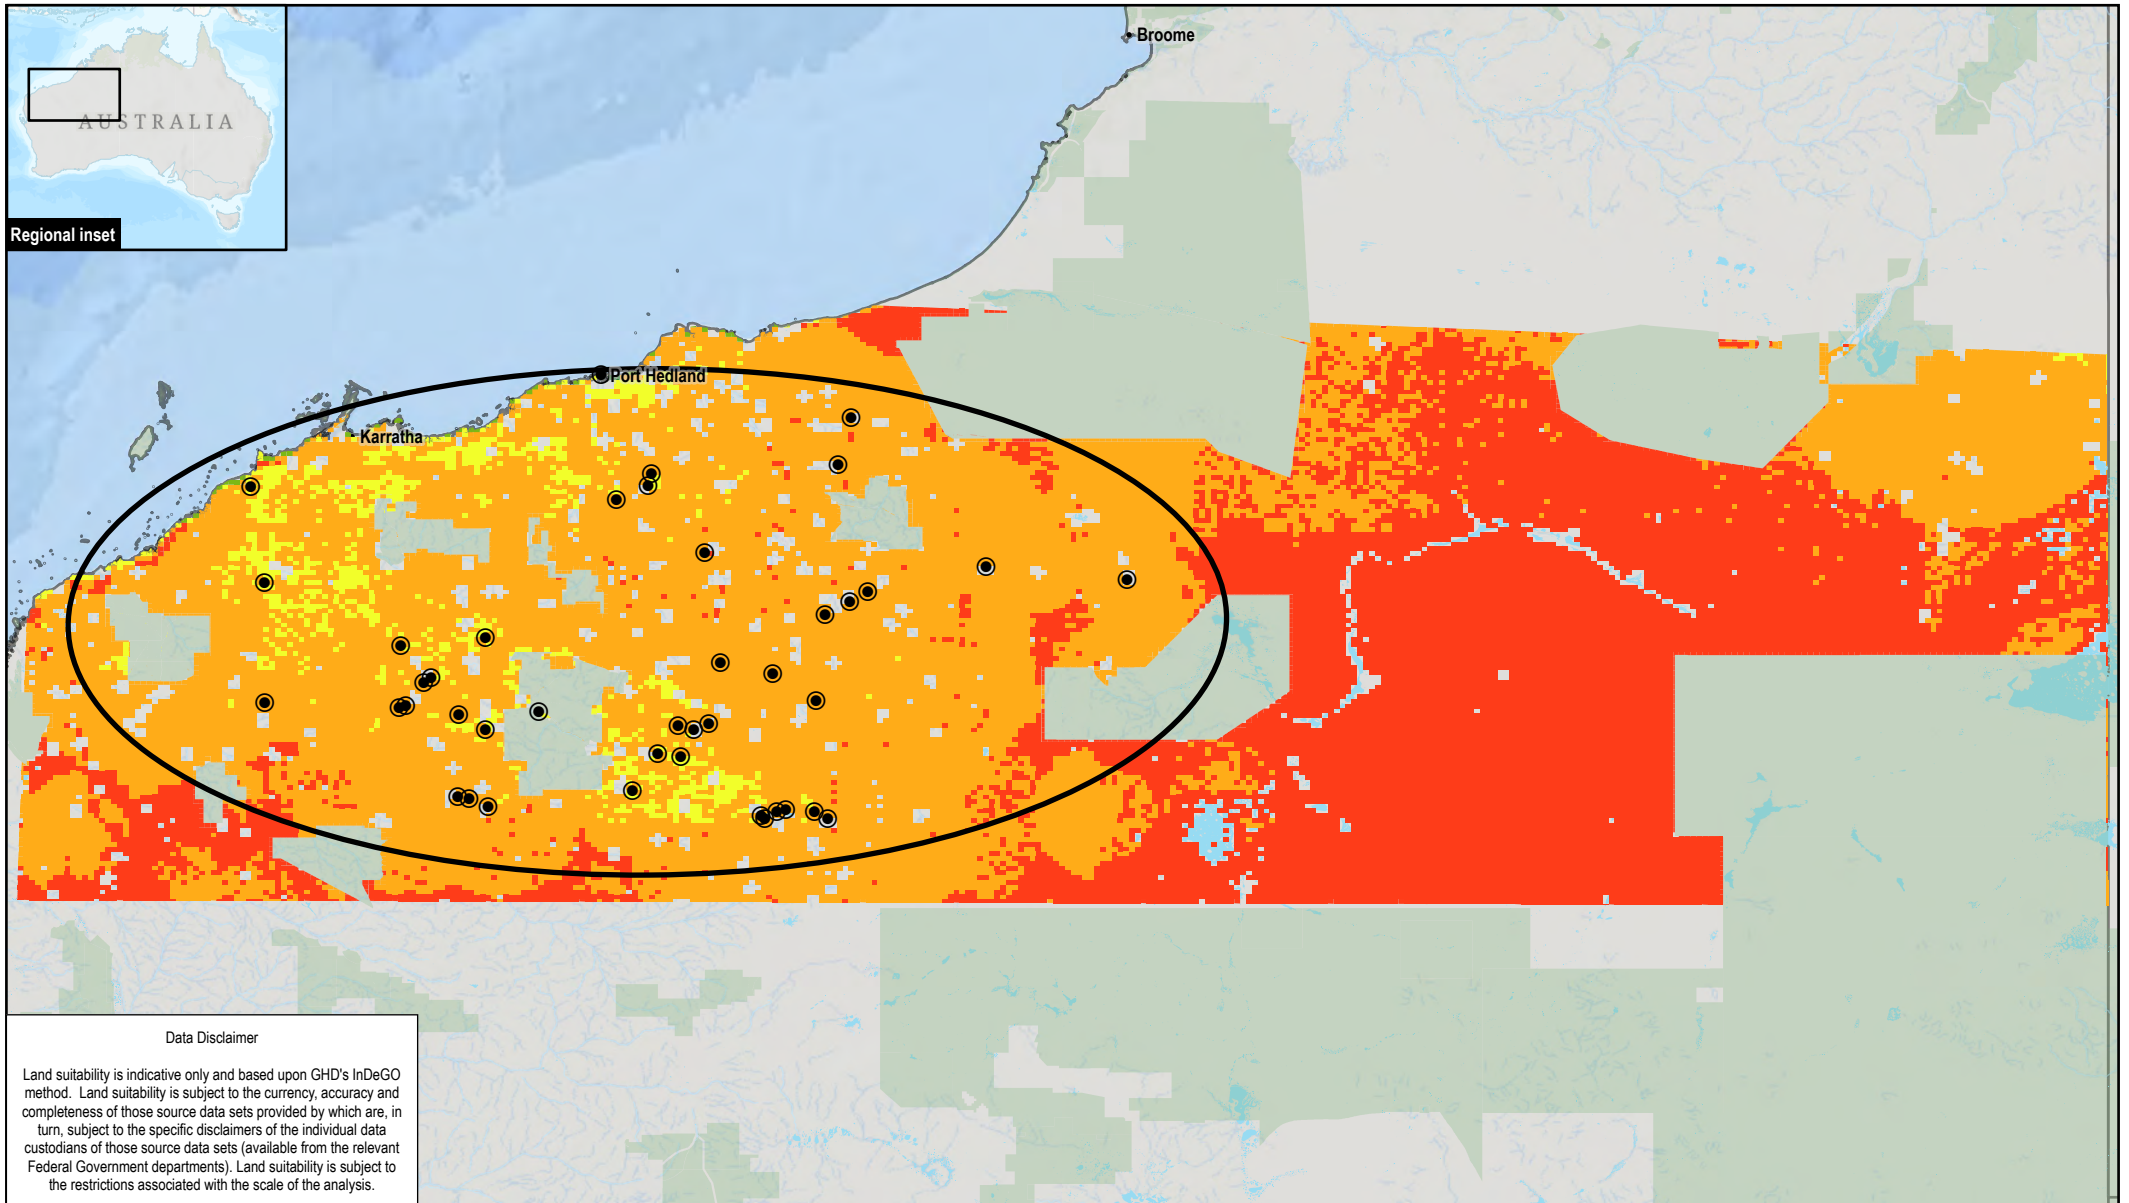 Broome
AUSTRALIA
Regional inset
Port Hedland
Karratha
Data Disclaimer
Land suitability is indicative only and based upon GHD's InDeGO
method. Land suitability is subject to the currency, accuracy and
completeness of those source data sets provided by which are, in
turn, subject to the specific disclaimers of the individual data
custodians of those source data sets (available from the relevant
Federal Government departments). Land suitability is subject to
the restrictions associated with the scale of the analysis.